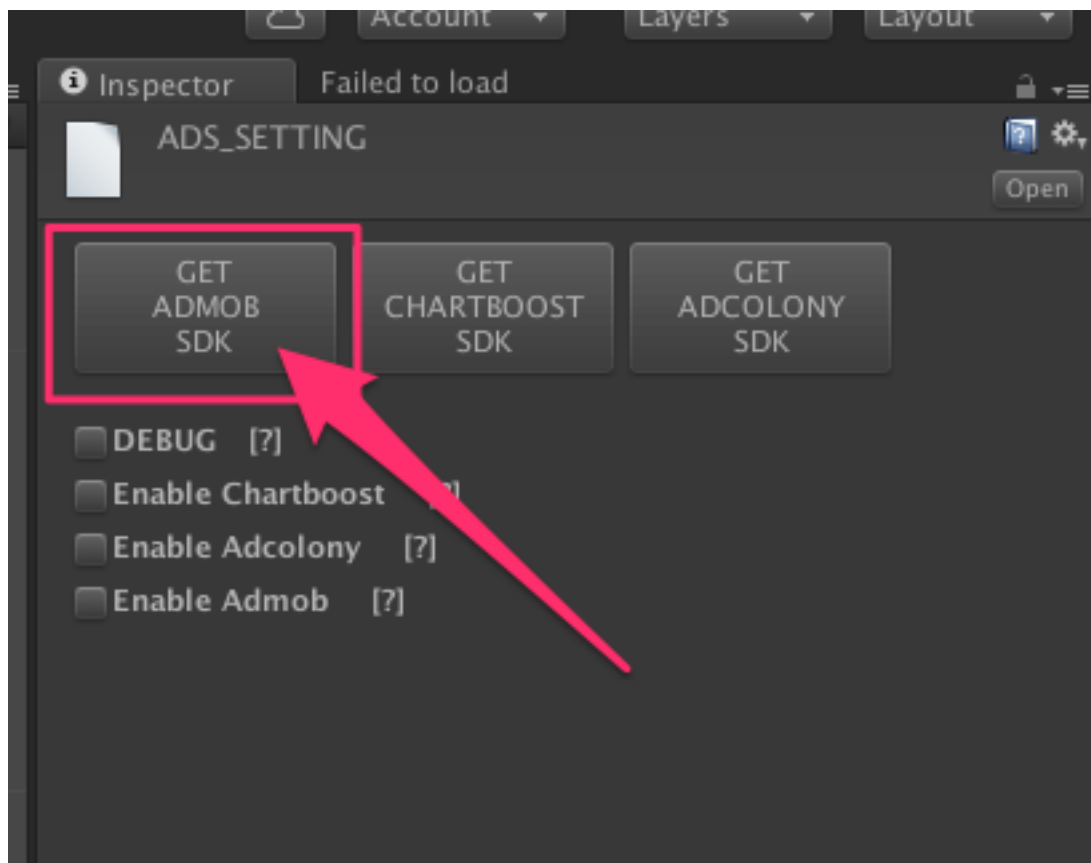 Account
Layers
Layout
Inspector
Failed to load
ADS_SETTING
Open
GET
ADMOB
SDK
GET
CHARTBOOST
SDK
GET
ADCOLONY
SDK
DEBUG [?]
Enable Chartboost [?]
Enable Adcolony [?]
Enable Admob [?]